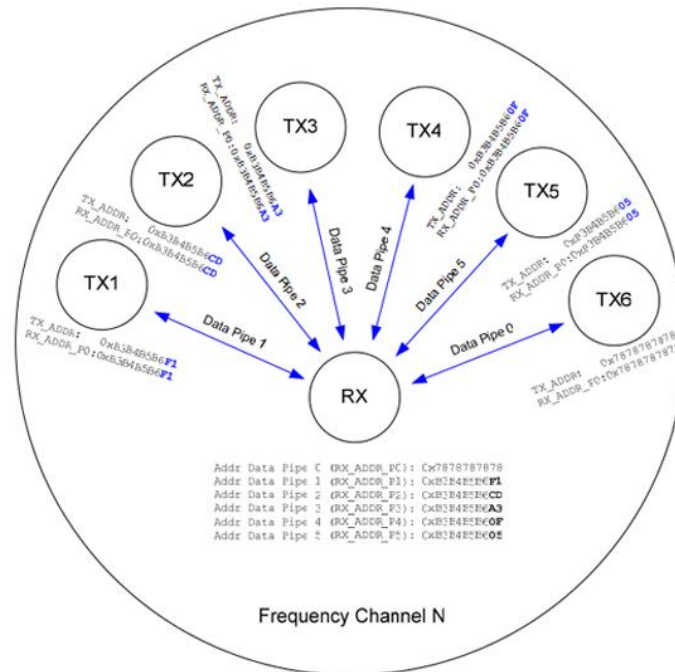 TX3
TX4
TX_ADDR: 0xB3B4B5B6A3
RX_ADDR_P0:0xB3B4B5B6A3
TX_ADDR: 0xB3B4B5B60F
RX_ADDR_P0:0xB3B4B5B60F
TX2
TX5
TX_ADDR: 0xB3B4B5B6CD
RX_ADDR_P0:0xB3B4B5B6CD
TX_ADDR: 0xB3B4B5B605
RX_ADDR_P0:0xB3B4B5B605
TX1
TX6
TX_ADDR: 0xB3B4B5B6F1
RX_ADDR_P0:0xB3B4B5B6F1
TX_ADDR: 0x7878787878
RX_ADDR_P0:0x787878787
Data Pipe 1
Data Pipe 2
Data Pipe 3
Data Pipe 4
Data Pipe 5
Data Pipe 0
RX
Addr Data Pipe 0 (RX_ADDR_P0): 0x7878787878
Addr Data Pipe 1 (RX_ADDR_P1): 0xB3B4B5B6F1
Addr Data Pipe 2 (RX_ADDR_P2): 0xB3B4B5B6CD
Addr Data Pipe 3 (RX_ADDR_P3): 0xB3B4B5B6A3
Addr Data Pipe 4 (RX_ADDR_P4): 0xB3B4B5B60F
Addr Data Pipe 5 (RX_ADDR_P5): 0xB3B4B5B605
Frequency Channel N